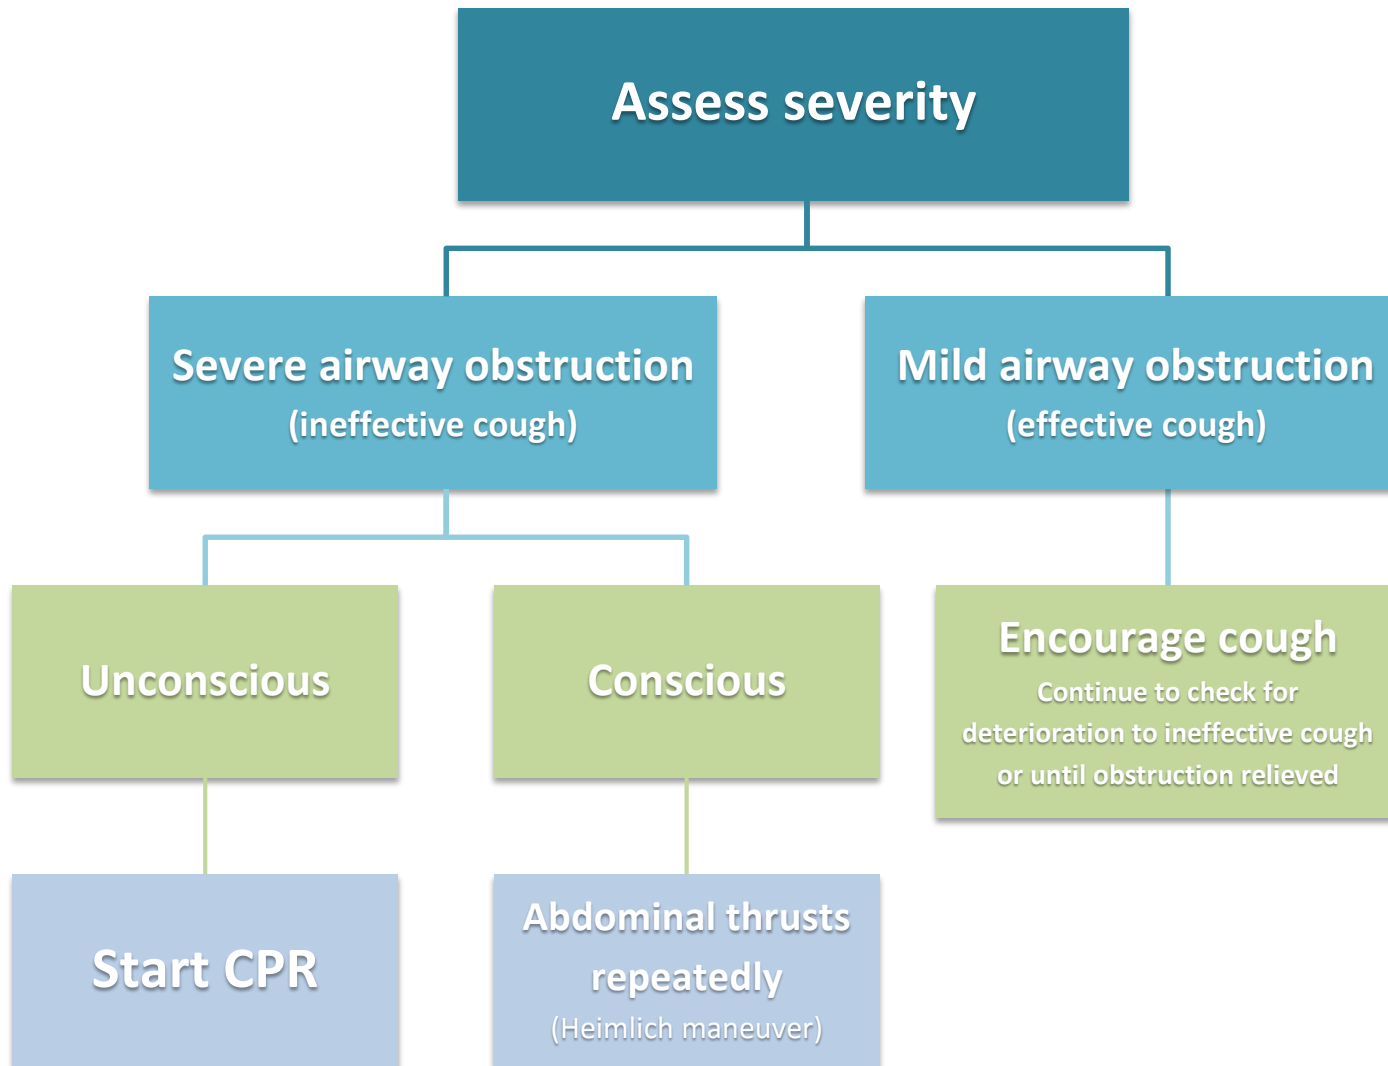 Assess severity
Severe airway obstruction
(ineffective cough)
Mild airway obstruction
(effective cough)
Unconscious
Conscious
Encourage cough
Continue to check for
deterioration to ineffective cough
or until obstruction relieved
Start CPR
Abdominal thrusts
repeatedly
(Heimlich maneuver)